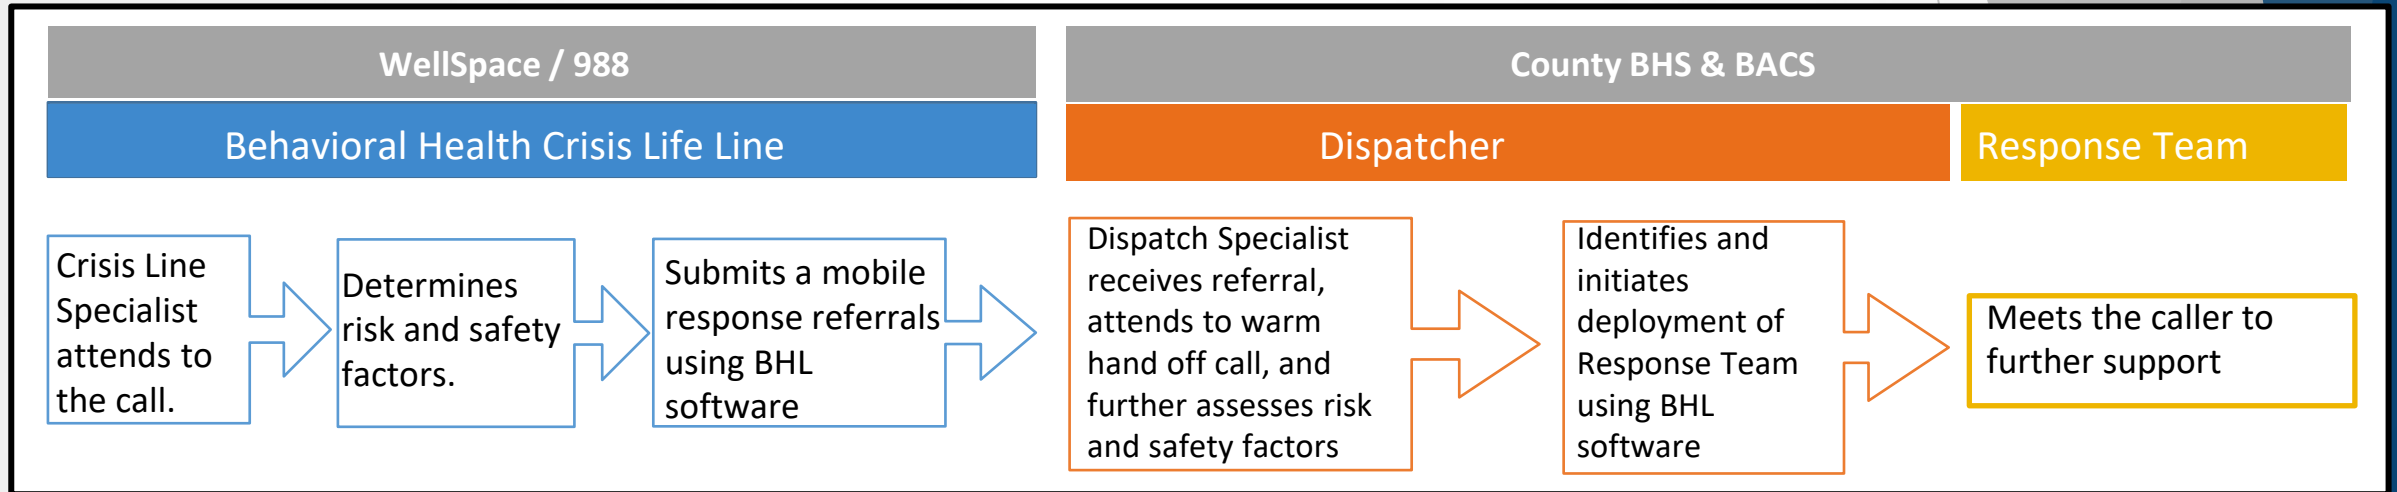 WellSpace / 988
County BHS & BACS
Behavioral Health Crisis Life Line
Dispatcher
Response Team
Crisis Line
Specialist
attends to
the call.
Determines
risk and safety
factors.
Submits a mobile
response referrals
using BHL
software
Dispatch Specialist
receives referral,
attends to warm
hand off call, and
further assesses risk
and safety factors
Identifies and
initiates
deployment of
Response Team
using BHL
software
Meets the caller to
further support